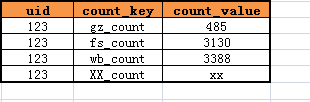 uid count_key count_value
123 gz_count 485
123 fs_count 3130
123 wb_count 3388
123 XX_count xx